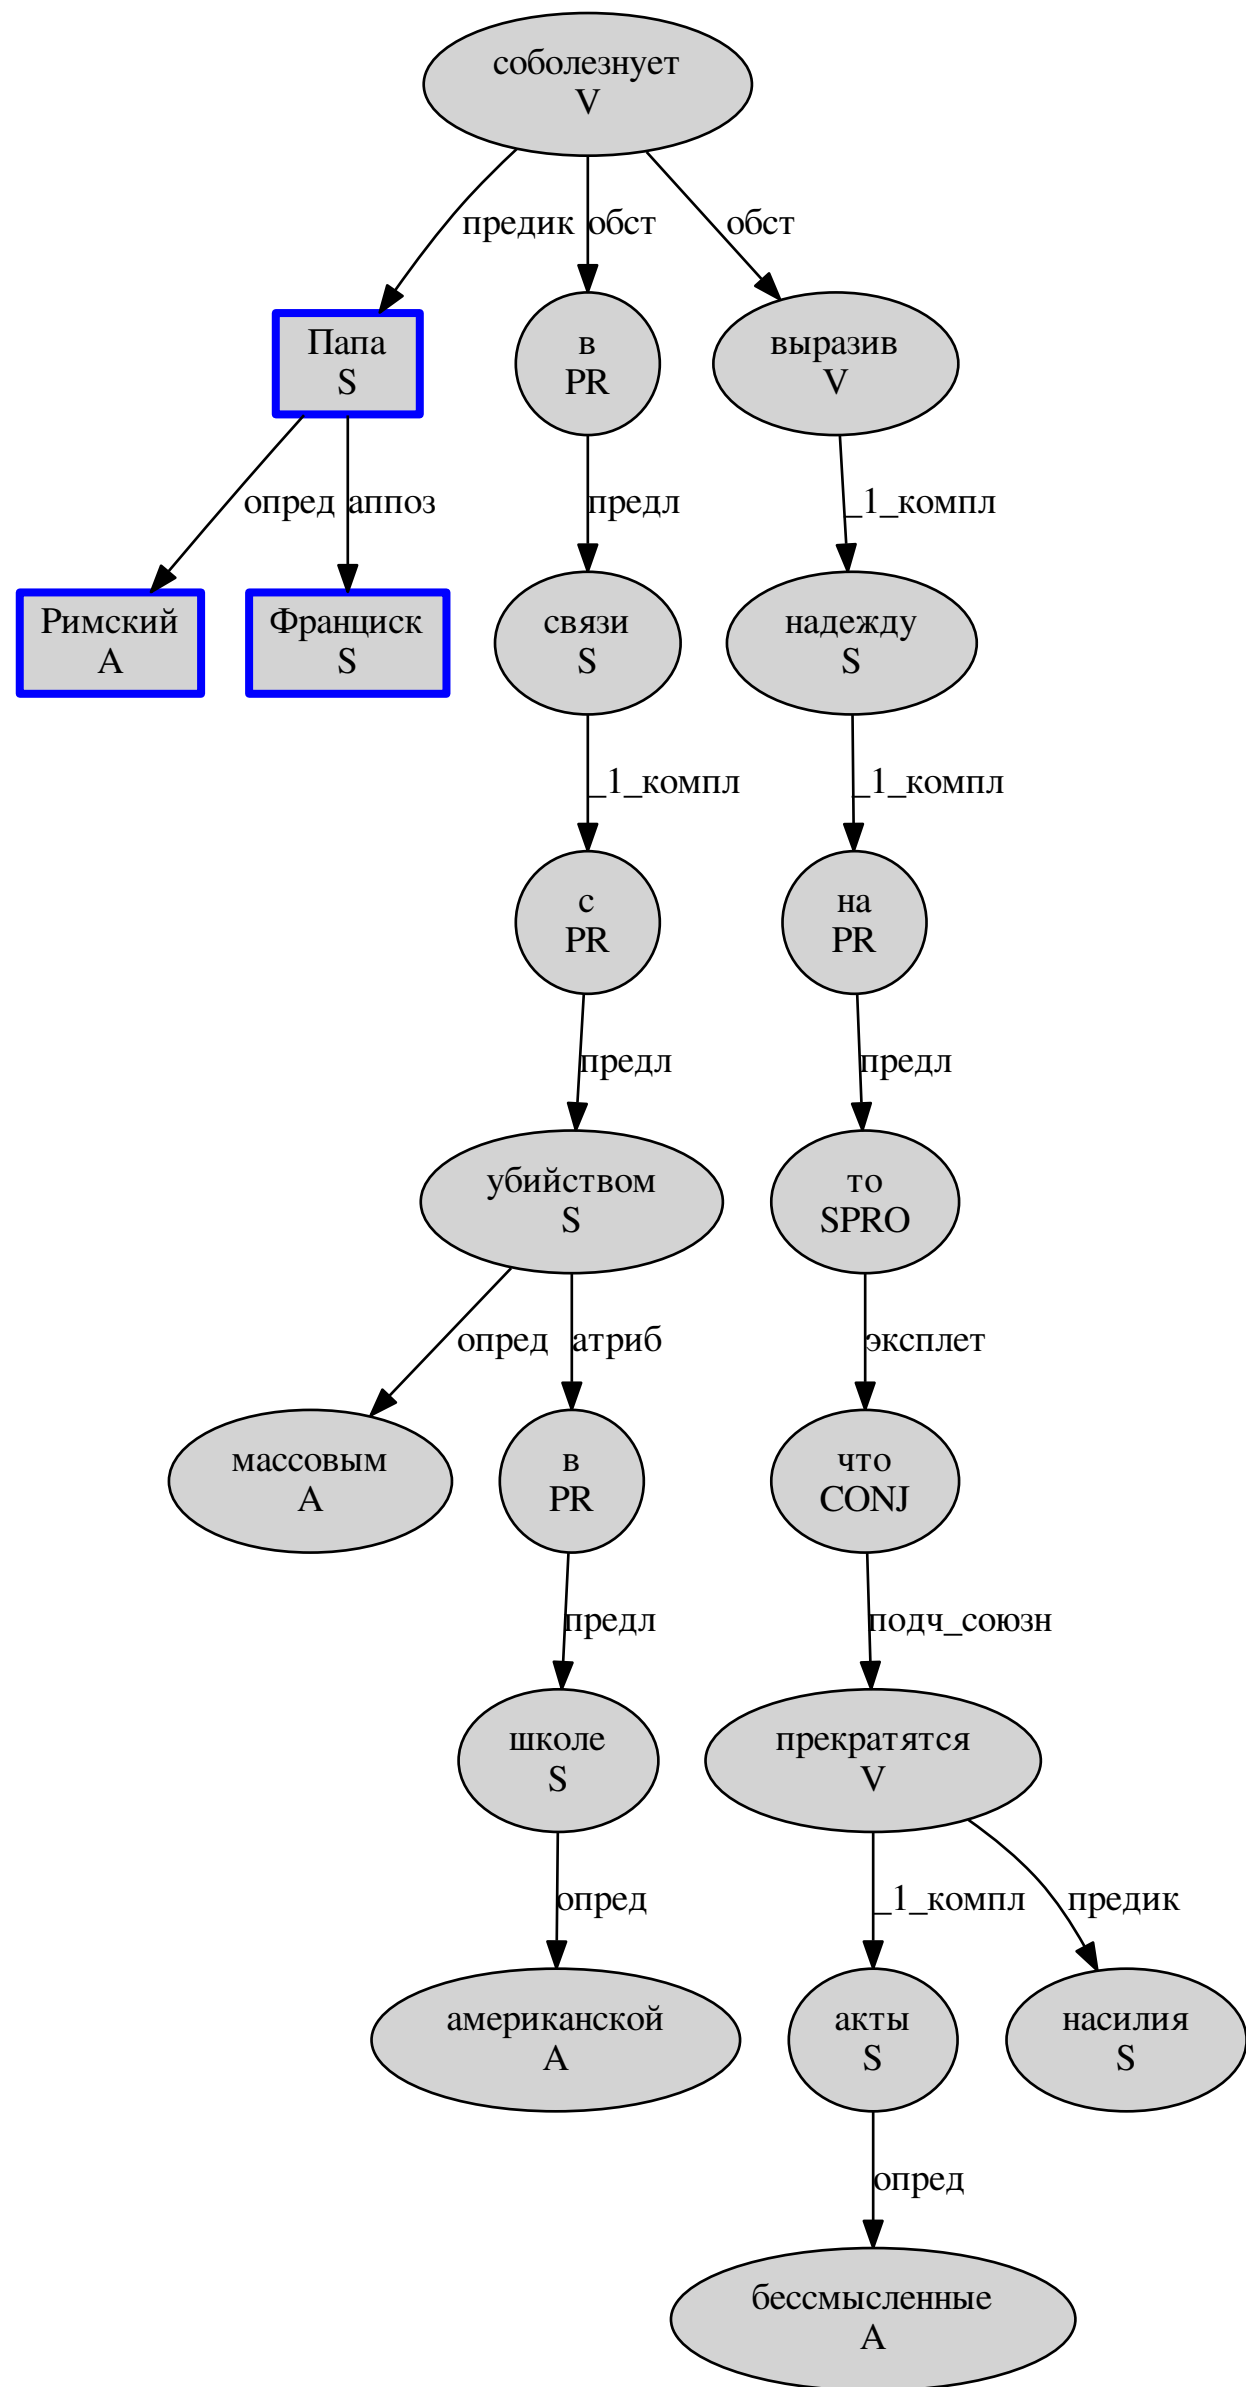 соболезнует
V
предик обст обст
Папа
S
в
PR
выразив
V
опред аппоз предл _1_компл
Римский
A
Франциск
S
связи
S
надежду
S
_1_компл _1_компл
с
PR
на
PR
предл предл
убийством
S
то
SPRO
опред атриб эксплет
массовым
A
в
PR
что
CONJ
предл подч_союзн
школе
S
прекратятся
V
опред _1_компл предик
американской
A
акты
S
насилия
S
опред
бессмысленные
A